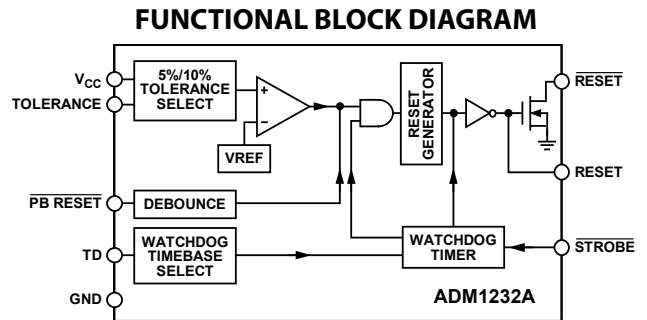 FUNCTIONAL BLOCK DIAGRAM
VCC
TOLERANCE
5%/10%
TOLERANCE
SELECT
+
–
VREF
RESET
GENERATOR
RESET
RESET
PB RESET
DEBOUNCE
TD
WATCHDOG
TIMEBASE
SELECT
WATCHDOG
TIMER
STROBE
GND
ADM1232A